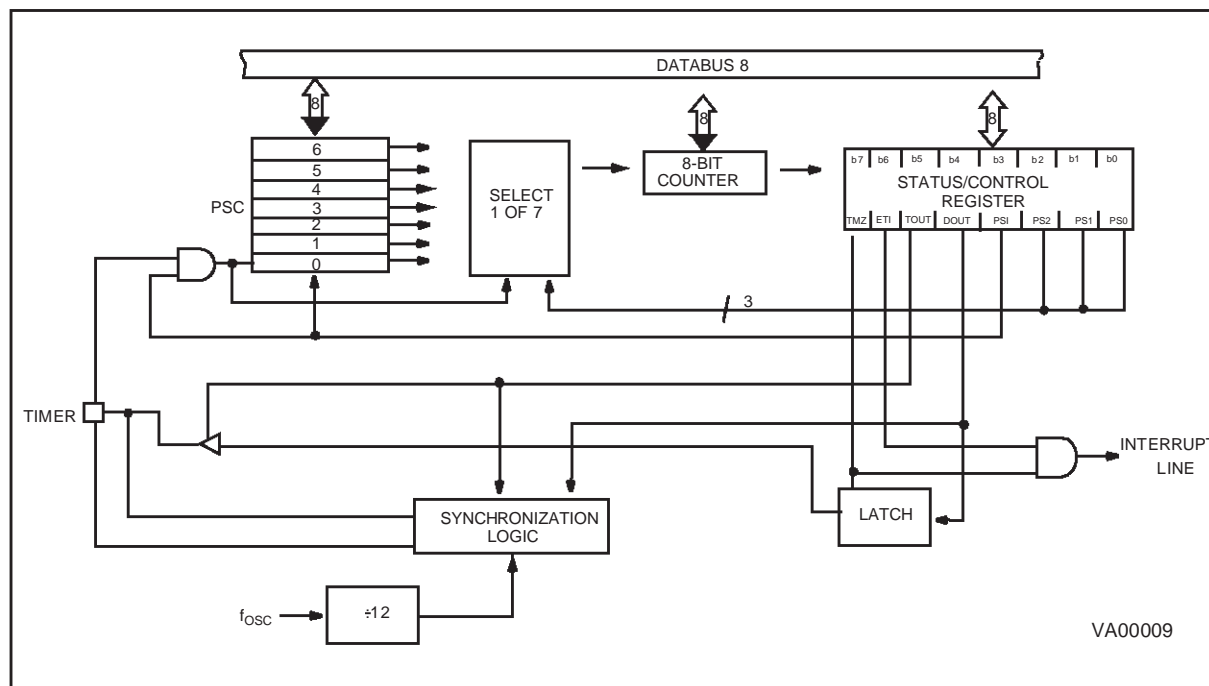 DATABUS 8
8
8
8
6
5
4
3
2
1
0
PSC
SELECT
1 OF 7
8-BIT
COUNTER
b7 b6 b5 b4 b3 b2 b1 b0
STATUS/CONTROL
REGISTER
TMZ ETI TOUT DOUT PSI PS2 PS1 PS0
3
TIMER
INTERRUPT
LINE
LATCH
SYNCHRONIZATION
LOGIC
fOSC
÷12
VA00009